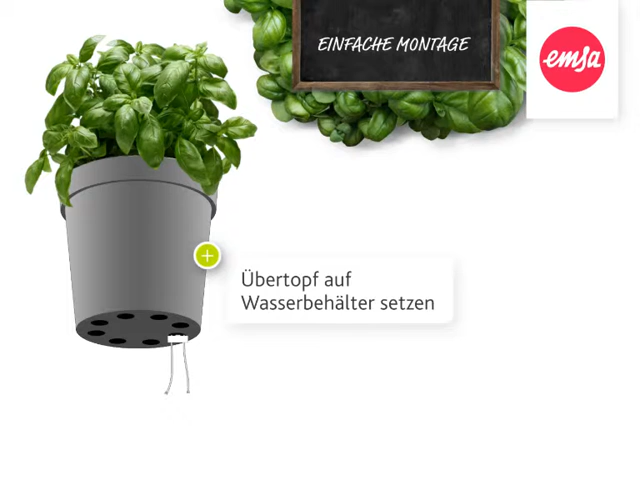 EINFACHE MONTAGE
emsa
Übertopf auf
Wasserbehälter setzen